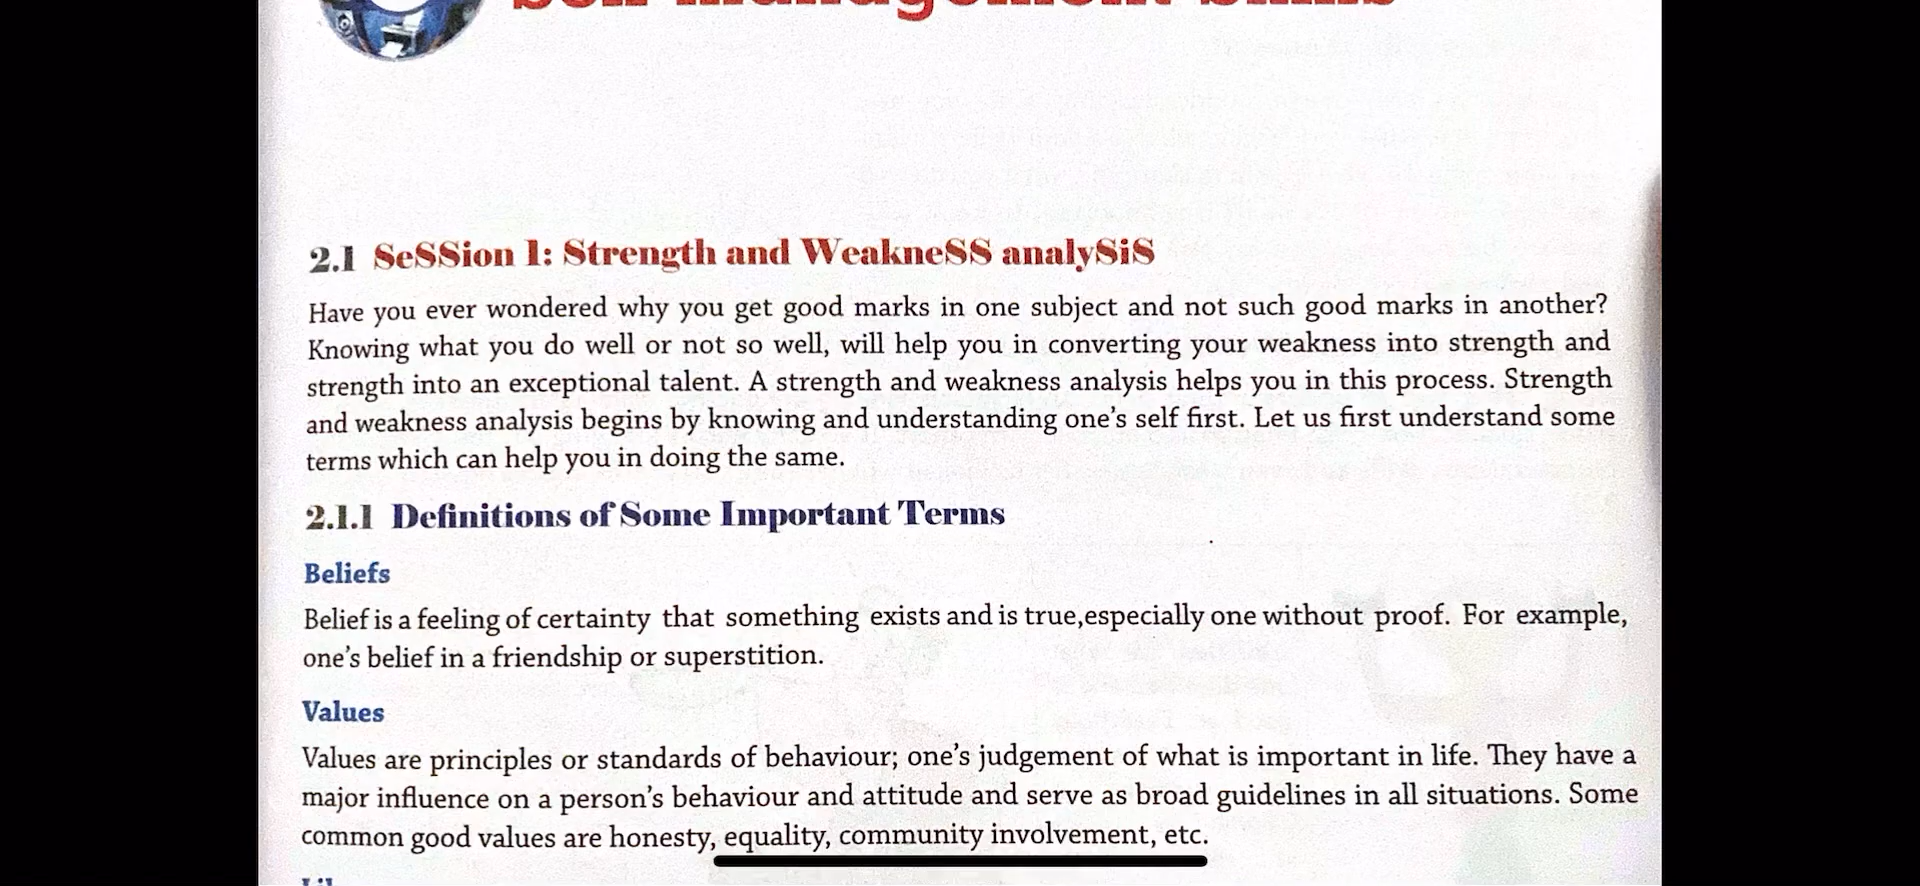 2.1 SeSSion 1: Strength and WeakneSS analySiS
Have you ever wondered why you get good marks in one subject and not such good marks in another?
Knowing what you do well or not so well, will help you in converting your weakness into strength and
strength into an exceptional talent. A strength and weakness analysis helps you in this process. Strength
and weakness analysis begins by knowing and understanding one's self first. Let us first understand some
terms which can help you in doing the same.
2.1.1 Definitions of Some Important Terms
Beliefs
Belief is a feeling of certainty that something exists and is true,especially one without proof. For example,
one's belief in a friendship or superstition.
Values
Values are principles or standards of behaviour; one's judgement of what is important in life. They have a
major influence on a person's behaviour and attitude and serve as broad guidelines in all situations. Some
common good values are honesty, equality, community involvement, etc.